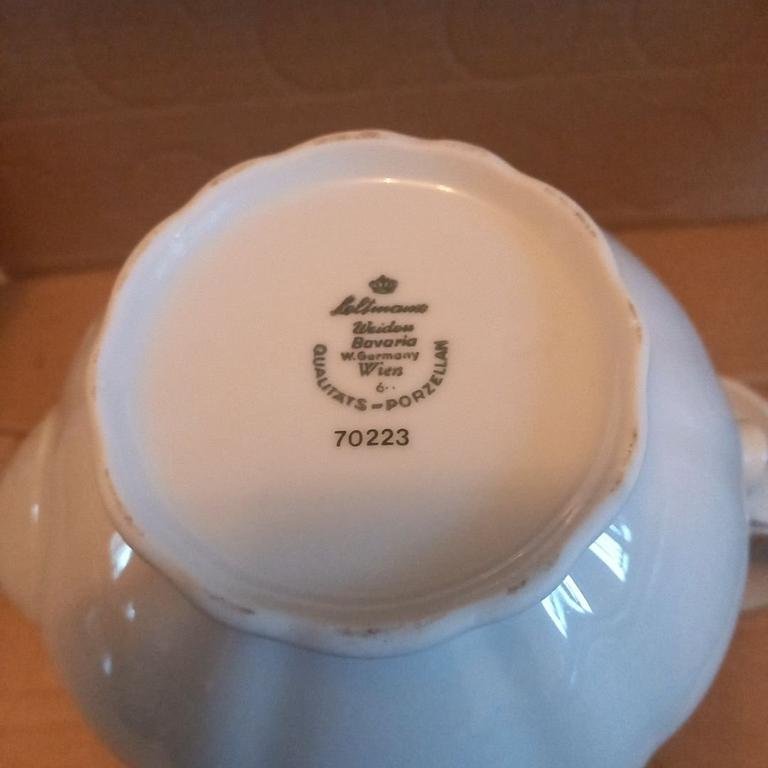 Seltmann
Weiden
Bavaria
W.Germany
Wien
6··
QUALITÄTS-PORZELLAN
70223